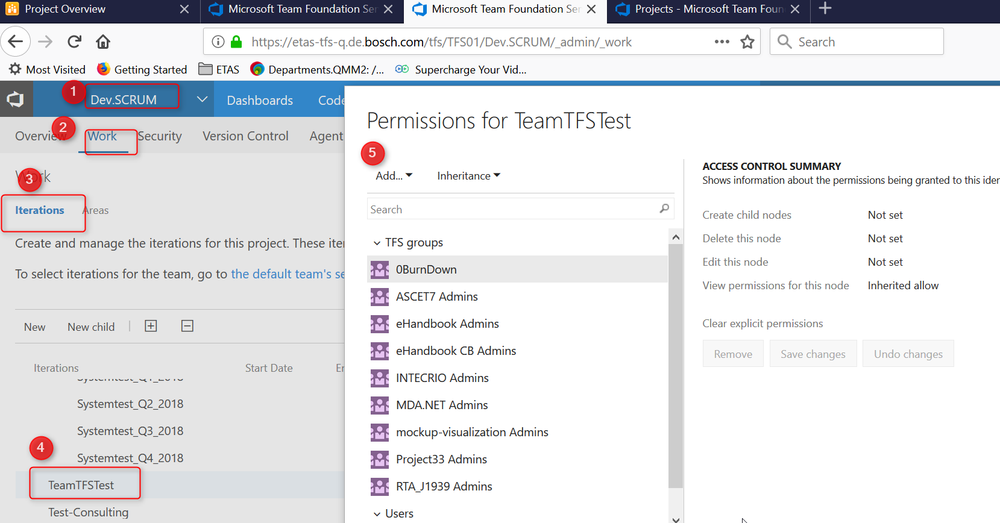 Project Overview
Microsoft Team Foundation Ser
Microsoft Team Foundation Ser
Projects - Microsoft Team Foun
https://etas-tfs-q.de.bosch.com/tfs/TFS01/Dev.SCRUM/_admin/_work
Search
Most Visited
Getting Started
ETAS
Departments.QMM2: /...
Supercharge Your Vid...
1
Dev.SCRUM
Dashboards
Code
2
Overview
Work
Security
Version Control
Agent
3
Work
Iterations
Areas
Create and manage the iterations for this project. These iter
To select iterations for the team, go to the default team's se
New
New child
Iterations
Start Date
Er
Systemtest_Q1_2018
Systemtest_Q2_2018
Systemtest_Q3_2018
Systemtest_Q4_2018
4
TeamTFSTest
Test-Consulting
Permissions for TeamTFSTest
5
Add...
Inheritance
Search
TFS groups
0BurnDown
ASCET7 Admins
eHandbook Admins
eHandbook CB Admins
INTECRIO Admins
MDA.NET Admins
mockup-visualization Admins
Project33 Admins
RTA_J1939 Admins
Users
ACCESS CONTROL SUMMARY
Shows information about the permissions being granted to this iden
Create child nodes Not set
Delete this node Not set
Edit this node Not set
View permissions for this node Inherited allow
Clear explicit permissions
Remove
Save changes
Undo changes